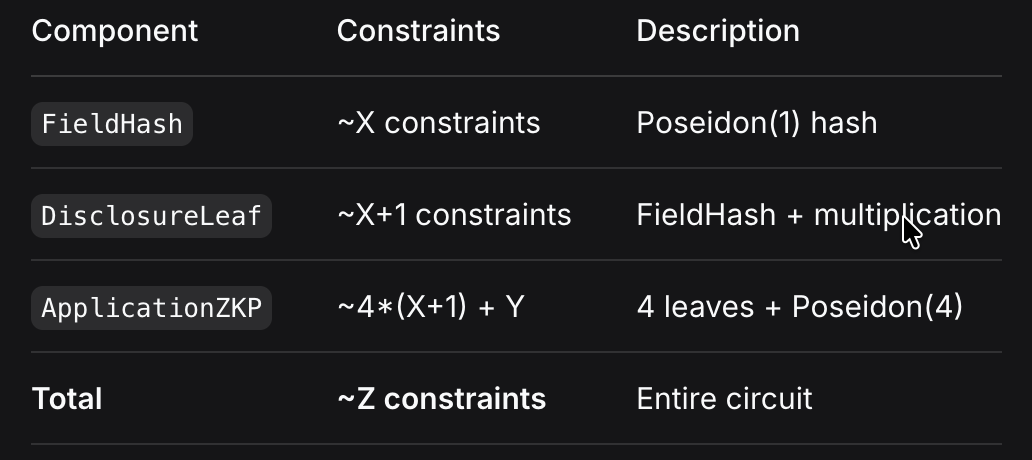 Component Constraints Description
FieldHash ~X constraints Poseidon(1) hash
DisclosureLeaf ~X+1 constraints FieldHash + multiplication
ApplicationZKP ~4*(X+1) + Y 4 leaves + Poseidon(4)
Total ~Z constraints Entire circuit